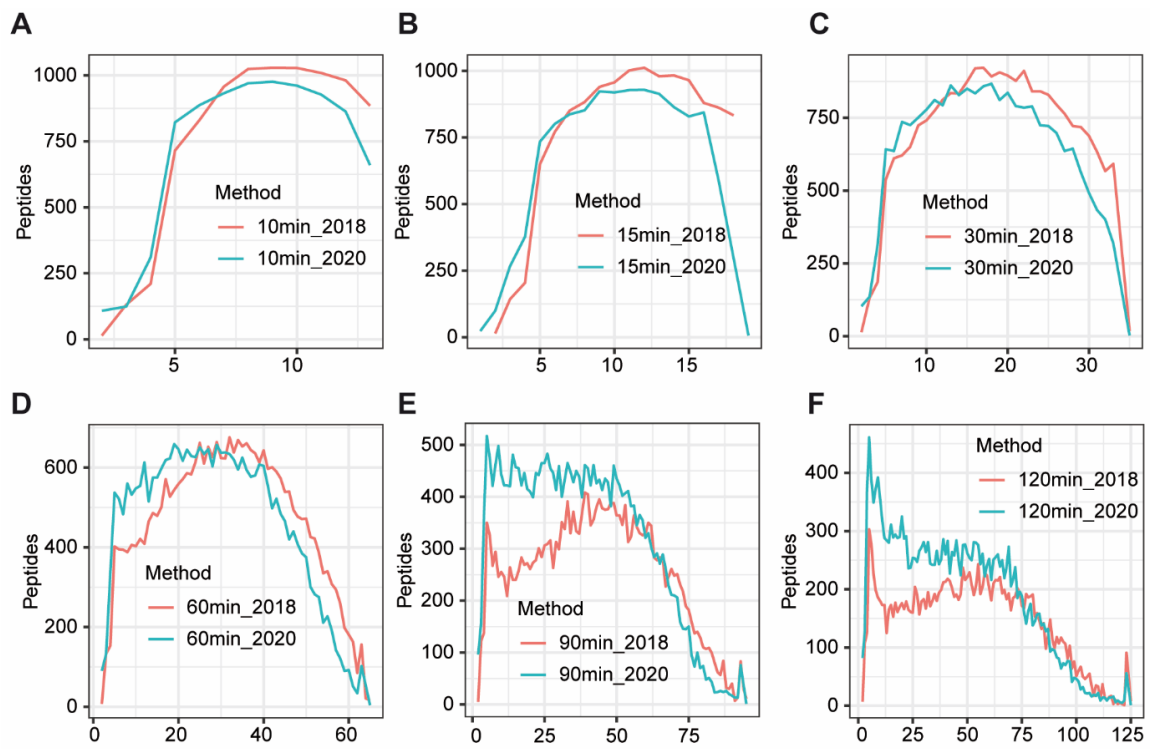 A
Peptides
1000
750
500
250
0
Method
10min_2018
10min_2020
5 10
B
Peptides
1000
750
500
250
0
Method
15min_2018
15min_2020
5 10 15
C
Peptides
750
500
250
0
Method
30min_2018
30min_2020
10 20 30
D
Peptides
600
400
200
0
Method
60min_2018
60min_2020
0 20 40 60
E
Peptides
500
400
300
200
100
0
Method
90min_2018
90min_2020
0 25 50 75
F
Peptides
400
300
200
100
0
Method
120min_2018
120min_2020
0 25 50 75 100 125